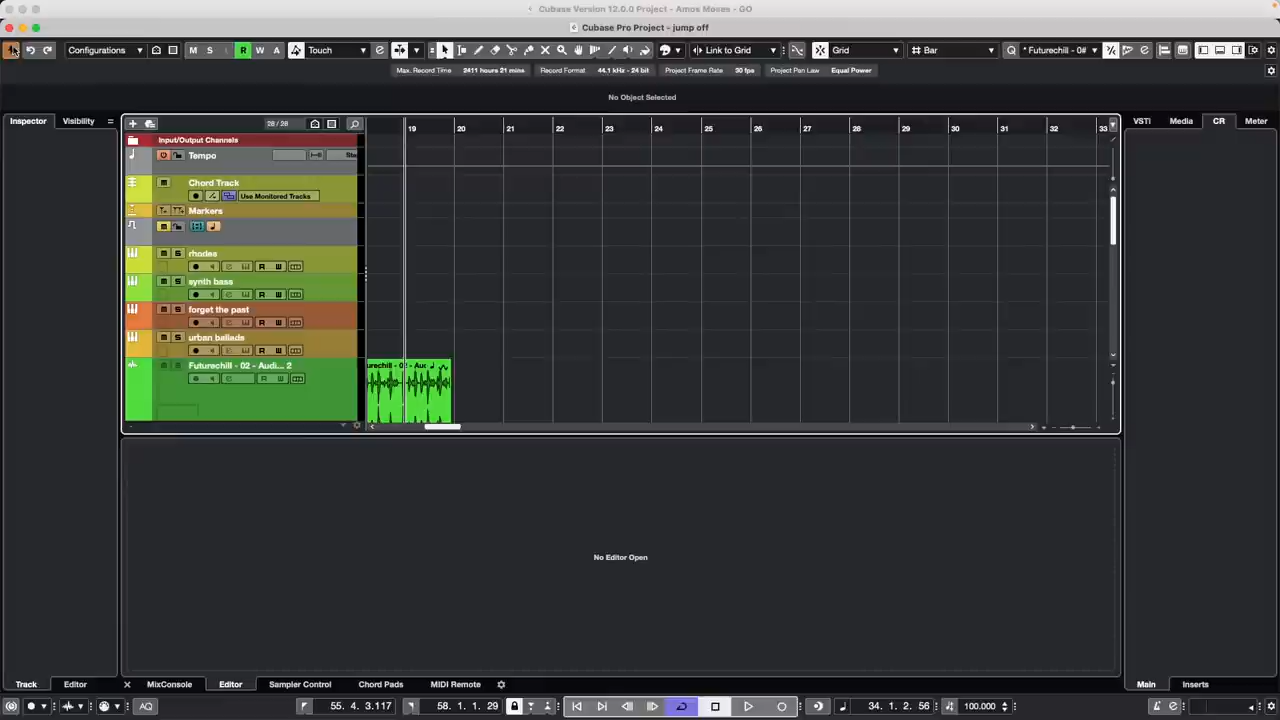 Cubase Version 12.0.0 Project - Amos Moses - GO
Cubase Pro Project - jump off
Configurations M S L R W A Touch Link to Grid Grid Bar * Futurechill - 0#
Max. Record Time 2411 hours 21 mins Record Format 44.1 kHz - 24 bit Project Frame Rate 30 fps Project Pan Law Equal Power
No Object Selected
Inspector Visibility
28 / 28
19 20 21 22 23 24 25 26 27 28 29 30 31 32 33
VSTi Media CR Meter
Input/Output Channels
Tempo
Chord Track
Use Monitored Tracks
Markers
rhodes
M S
R W
synth bass
M S
R W
forget the past
M S
R W
urban ballads
M S
R W
Futurechill - 02 - Audi... 2
R W
No Editor Open
Track Editor MixConsole Editor Sampler Control Chord Pads MIDI Remote Main Inserts
AQ 55. 4. 3.117 58. 1. 1. 29 34. 1. 2. 56 100.000